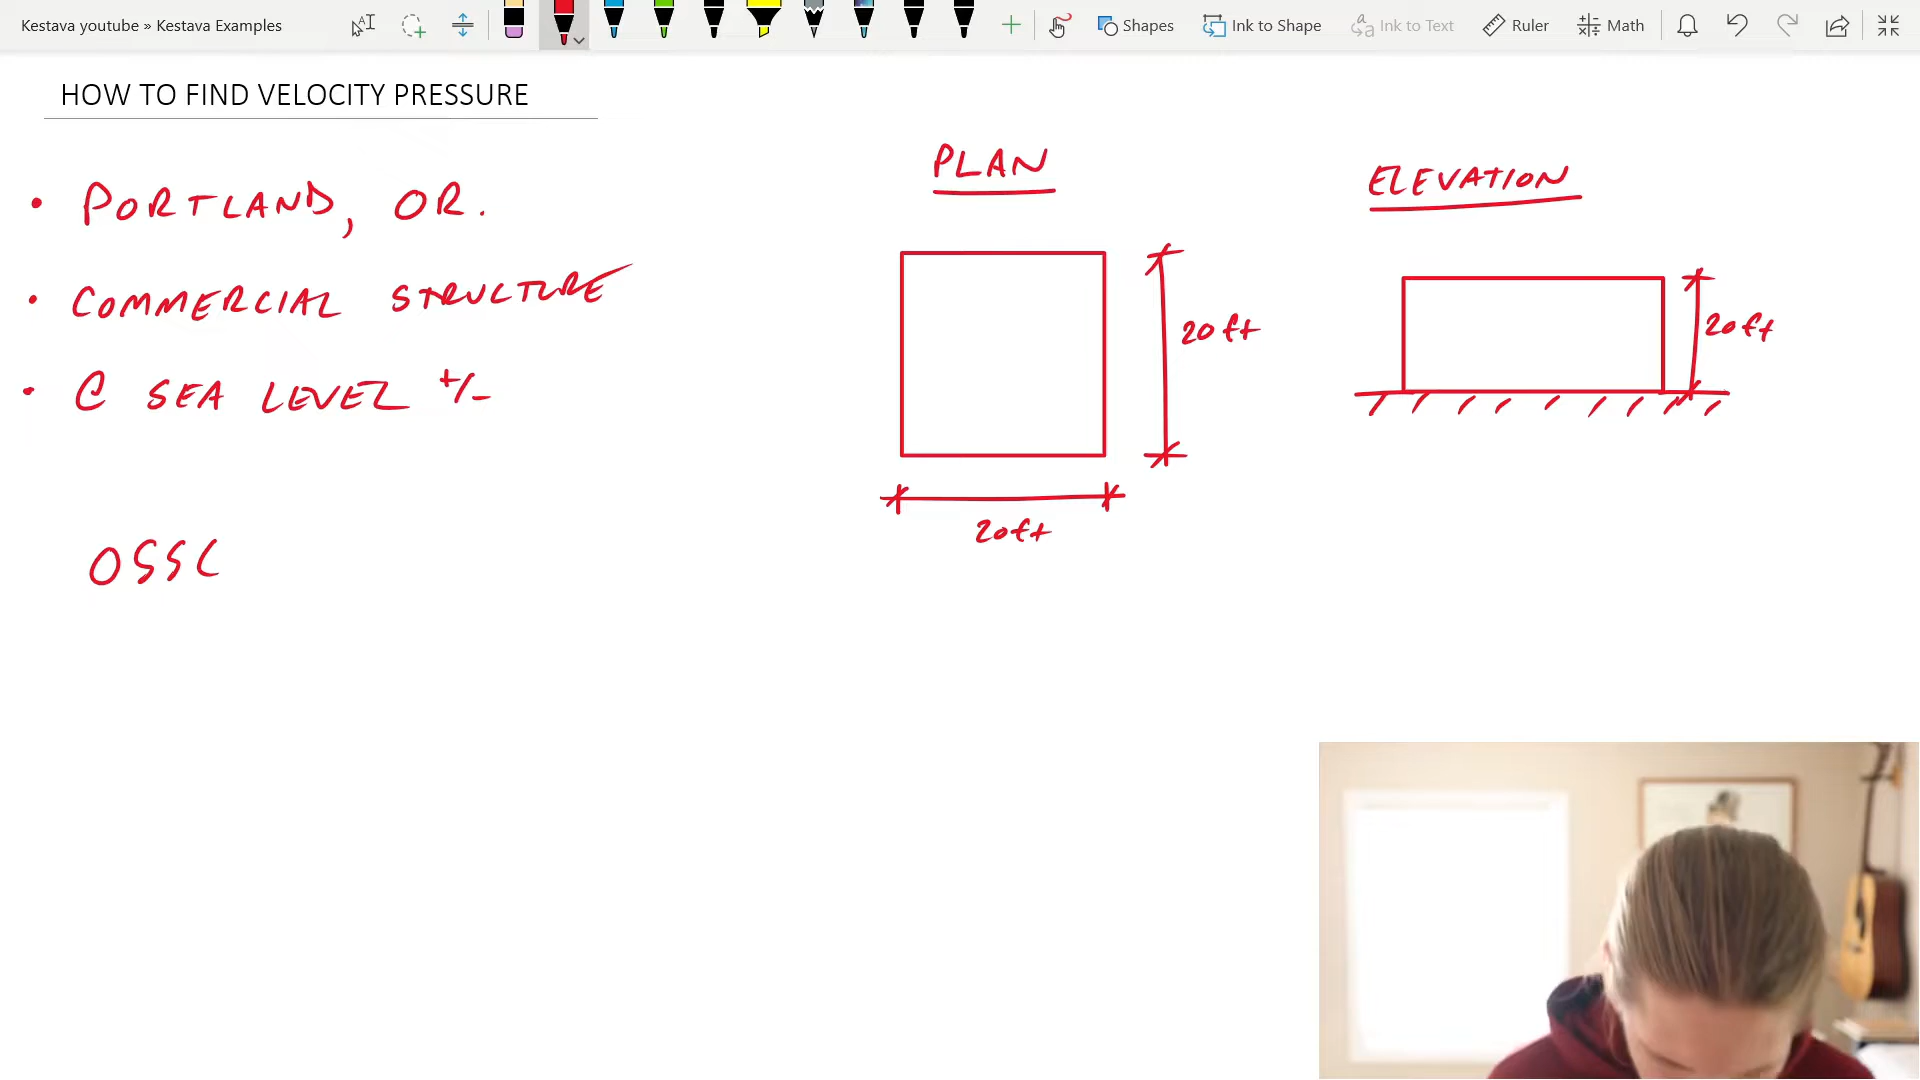 Kestava youtube » Kestava Examples
Shapes
Ink to Shape
Ink to Text
Ruler
Math
HOW TO FIND VELOCITY PRESSURE
• PORTLAND, OR.
• COMMERCIAL STRUCTURE
• @ SEA LEVEL +/-
OSSC
PLAN
20ft
20ft
ELEVATION
20ft